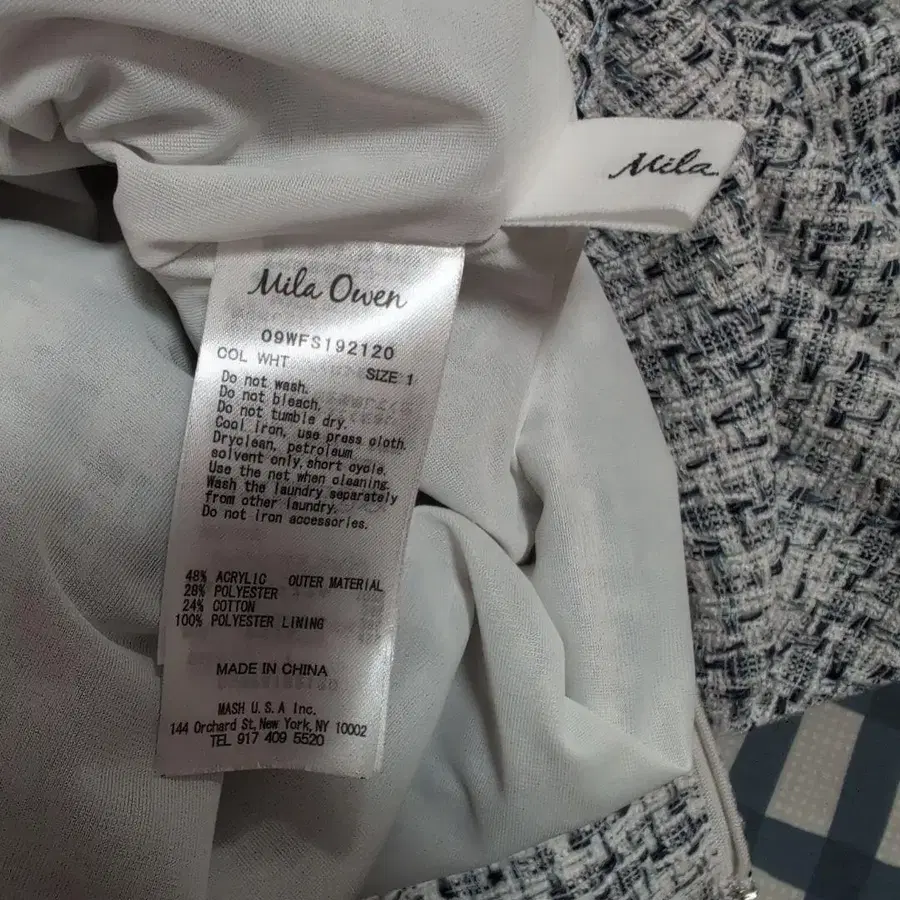 Mila
Mila Owen
09WFS192120
COL WHT
SIZE 1
Do not wash.
Do not bleach.
Do not tumble dry.
Cool iron, use press cloth.
Dryclean, petroleum
solvent only, short cycle.
Use the net when cleaning.
Wash the laundry separately
from other laundry.
Do not iron accessories.
48% ACRYLIC OUTER MATERIAL
28% POLYESTER
24% COTTON
100% POLYESTER LINING
MADE IN CHINA
MASH U.S.A Inc.
144 Orchard St, New York, NY 10002
TEL 917 409 5520